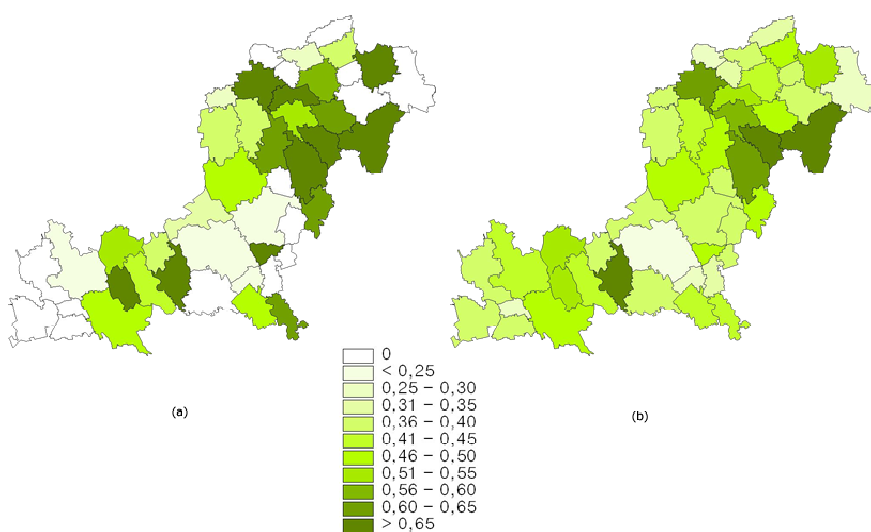 0
< 0,25
0,25 – 0,30
0,31 – 0,35
0,36 – 0,40
0,41 – 0,45
0,46 – 0,50
0,51 – 0,55
0,56 – 0,60
0,60 – 0,65
> 0,65
(a)
(b)